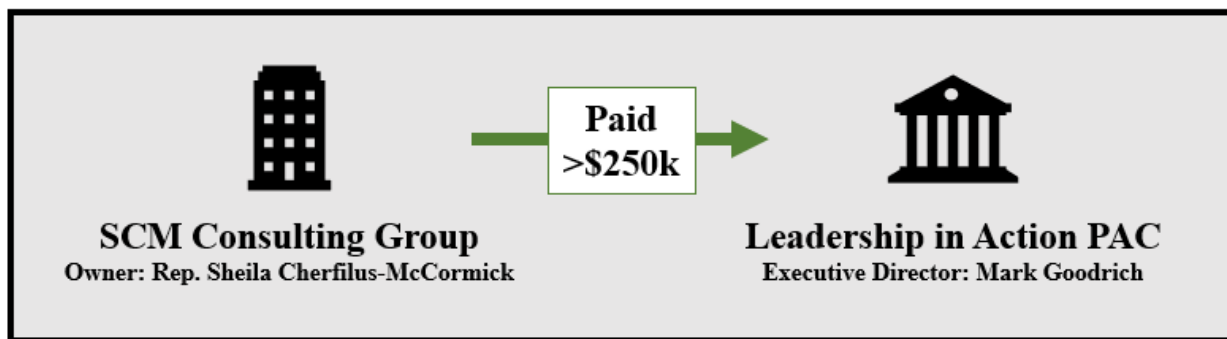 Paid
>$250k
SCM Consulting Group
Owner: Rep. Sheila Cherfilus-McCormick
Leadership in Action PAC
Executive Director: Mark Goodrich